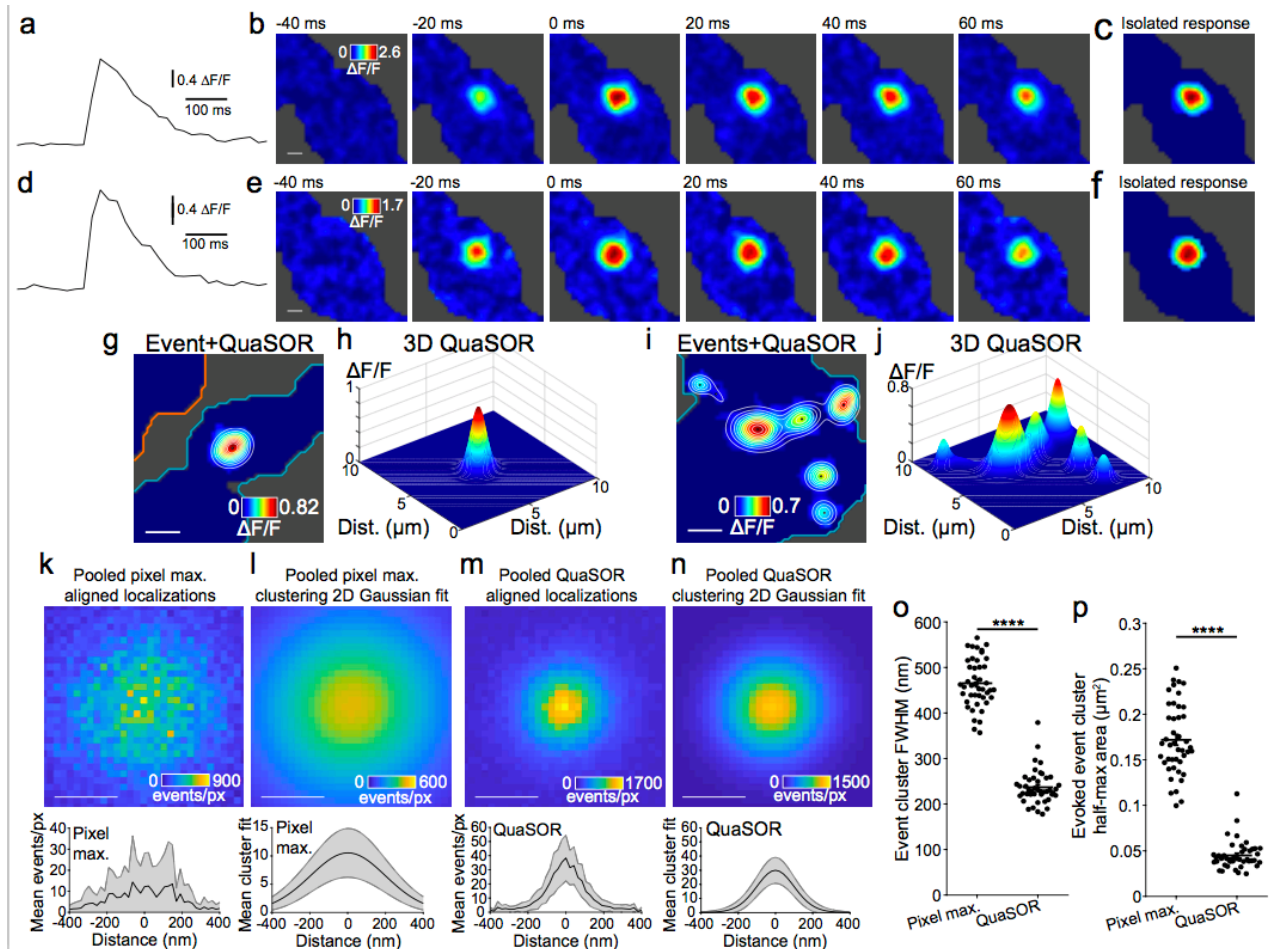 a
0.4 ΔF/F
100 ms
b
-40 ms
-20 ms
0 ms
20 ms
40 ms
60 ms
0
2.6
ΔF/F
c
Isolated response
d
0.4 ΔF/F
100 ms
e
-40 ms
-20 ms
0 ms
20 ms
40 ms
60 ms
0
1.7
ΔF/F
f
Isolated response
g
Event+QuaSOR
0
0.82
ΔF/F
h
3D QuaSOR
ΔF/F
1
0
10
5
0
Dist. (µm)
5
10
Dist. (µm)
i
Events+QuaSOR
0
0.7
ΔF/F
j
3D QuaSOR
ΔF/F
0.8
0
10
5
0
Dist. (µm)
5
10
Dist. (µm)
k
Pooled pixel max.
aligned localizations
0
900
events/px
Mean events/px
40
30
20
10
0
Pixel
max.
-400 -200 0 200 400
Distance (nm)
l
Pooled pixel max.
clustering 2D Gaussian fit
0
600
events/px
Mean cluster fit
20
15
10
5
0
Pixel
max.
-400 -200 0 200 400
Distance (nm)
m
Pooled QuaSOR
aligned localizations
0
1700
events/px
Mean events/px
60
50
40
30
20
10
0
QuaSOR
-400 -200 0 200 400
Distance (nm)
n
Pooled QuaSOR
clustering 2D Gaussian fit
0
1500
events/px
Mean cluster fit
60
50
40
30
20
10
0
QuaSOR
-400 -200 0 200 400
Distance (nm)
o
Event cluster FWHM (nm)
600
500
400
300
200
100
0
****
Pixel max.
QuaSOR
p
Evoked event cluster
half-max area (µm²)
0.3
0.25
0.2
0.15
0.1
0.05
0
****
Pixel max.
QuaSOR